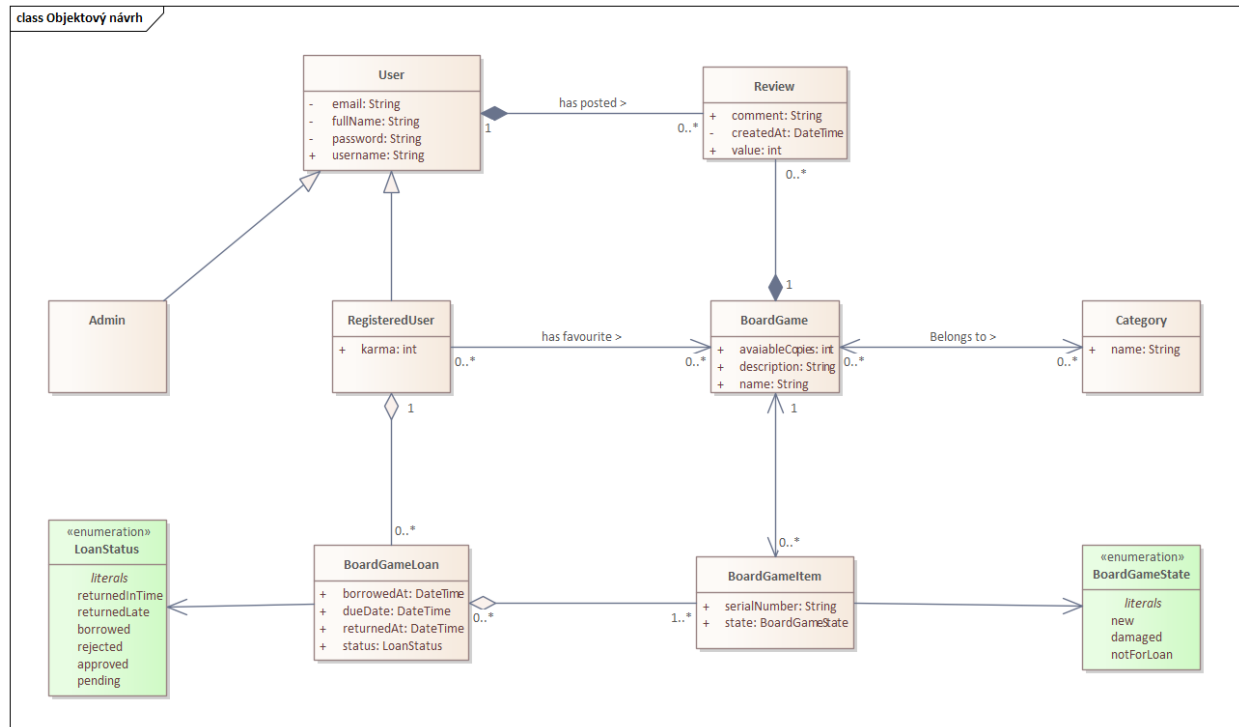 class Objektový návrh
User
- email: String
- fullName: String
- password: String
+ username: String
1
has posted >
0..*
Review
+ comment: String
- createdAt: DateTime
+ value: int
0..*
1
Admin
RegisteredUser
+ karma: int
0..*
has favourite >
0..*
BoardGame
+ avaiableCopies: int
+ description: String
+ name: String
0..*
Belongs to >
0..*
Category
+ name: String
1
1
0..*
0..*
«enumeration»
LoanStatus
literals
returnedInTime
returnedLate
borrowed
rejected
approved
pending
BoardGameLoan
+ borrowedAt: DateTime
+ dueDate: DateTime
+ returnedAt: DateTime
+ status: LoanStatus
0..*
1..*
BoardGameItem
+ serialNumber: String
+ state: BoardGameState
«enumeration»
BoardGameState
literals
new
damaged
notForLoan